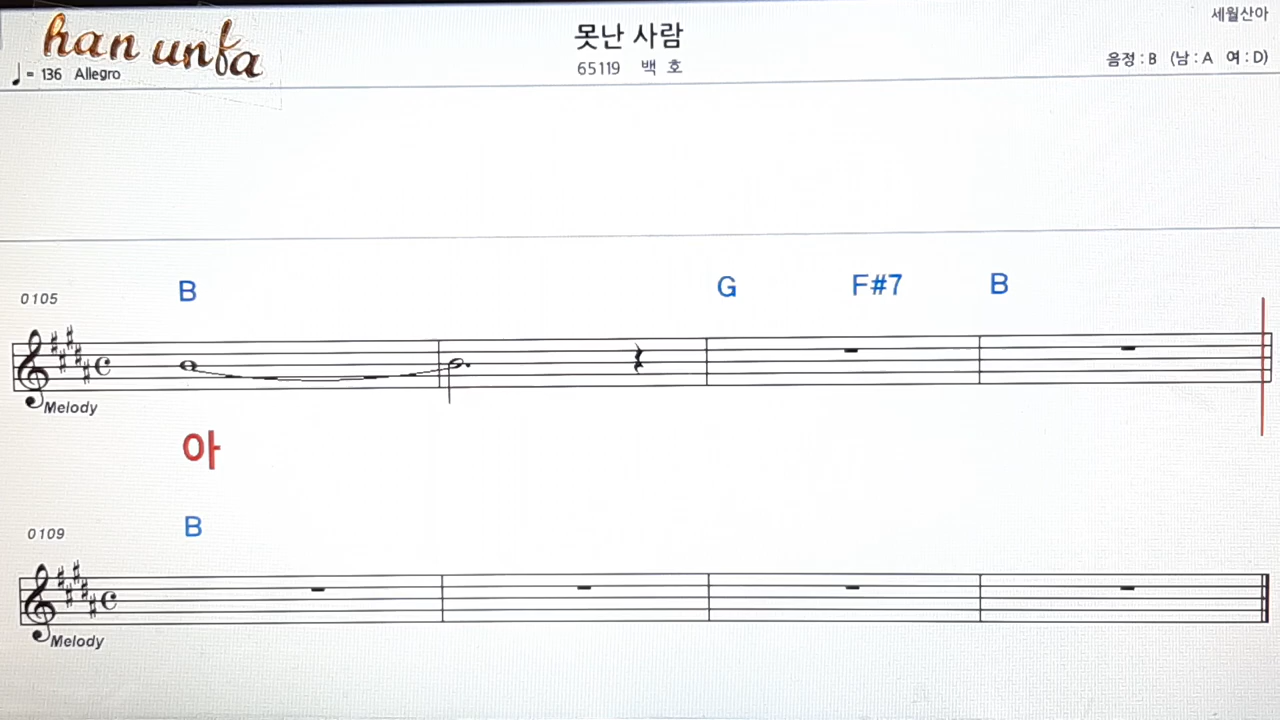 han unfa
세월산아
못난 사람
♩= 136 Allegro
65119 백 호
음정 : B (남 : A 여 : D)
B G F#7 B
0105
Melody
아
B
0109
Melody